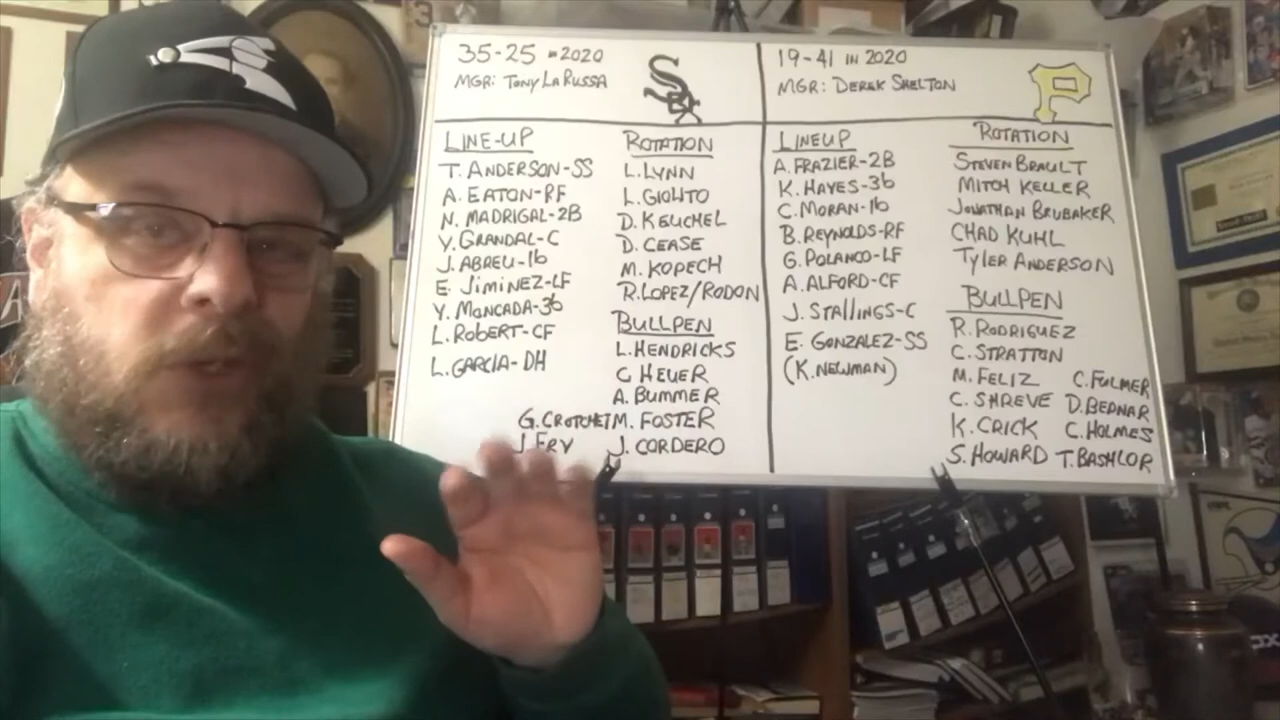 35-25 in 2020
MGR: Tony LaRussa
Sox
LINE-UP
T. ANDERSON-SS
A. EATON-RF
N. MADRIGAL-2B
Y. GRANDAL-C
J. ABREU-1b
E. JIMINEZ-LF
Y. MONCADA-3b
L. ROBERT-CF
L. GARCIA-DH
ROTATION
L. LYNN
L. GIOLITO
D. KEUCHEL
D. CEASE
M. KOPECH
R. LOPEZ/RODON
BULLPEN
L. HENDRICKS
C HEUER
A. BUMMER
G. CROTCHET M. FOSTER
J. FRY J. CORDERO
19-41 IN 2020
MGR: DEREK SHELTON
P
LINEUP
A. FRAZIER-2B
K. HAYES-3b
C. MORAN-1b
B. REYNOLDS-RF
G. POLANCO-LF
A. ALFORD-CF
J. STALLINGS-C
E. GONZALEZ-SS
(K. NEWMAN)
ROTATION
STEVEN BRAULT
MITCH KELLER
JONATHAN BRUBAKER
CHAD KUHL
TYLER ANDERSON
BULLPEN
R. RODRIGUEZ
C. STRATTON
M. FELIZ C. FULMER
C. SHREVE D. BEDNAR
K. CRICK C. HOLMES
S. HOWARD T. BASHLOR